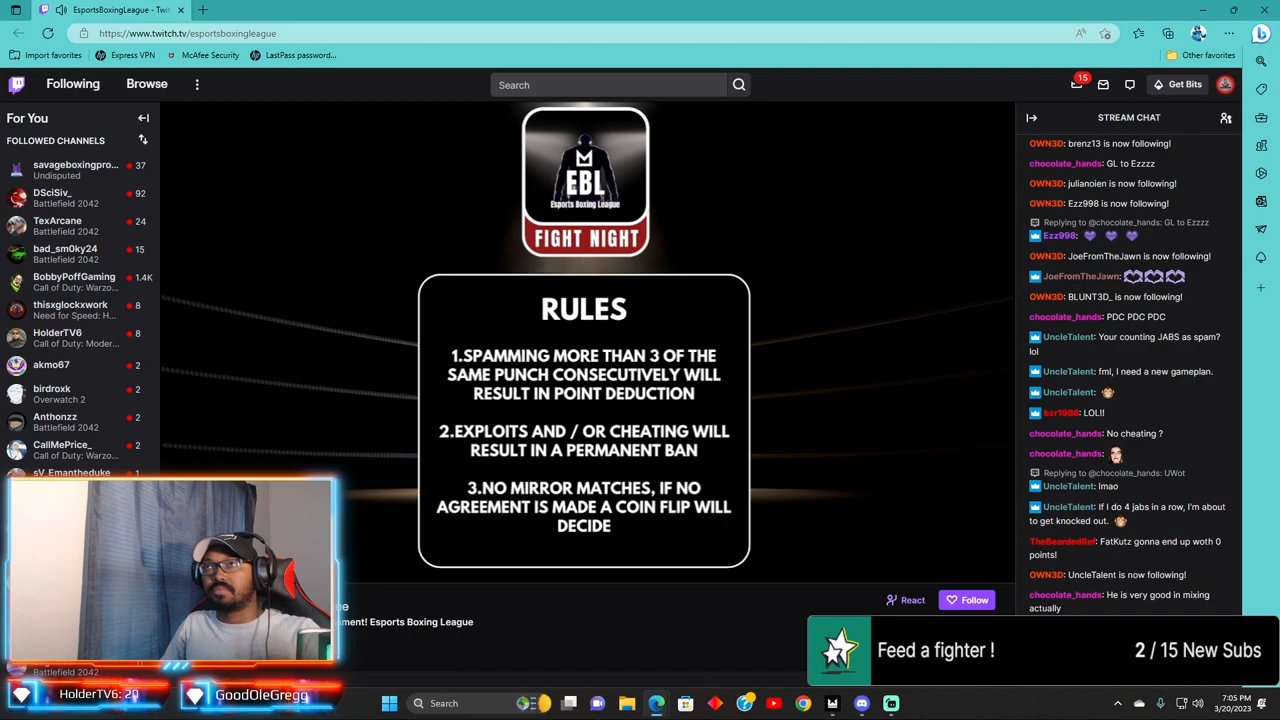 EsportsBoxingLeague - Twit
https://www.twitch.tv/esportsboxingleague
Import favorites
Express VPN
McAfee Security
LastPass password...
Other favorites
Following
Browse
Search
15
Get Bits
For You
FOLLOWED CHANNELS
savageboxingpro... 37
Undisputed
DSciSiv_ 92
Battlefield 2042
TexArcane 24
Battlefield 2042
bad_sm0ky24 15
Battlefield 2042
BobbyPoffGaming 1.4K
Call of Duty: Warzo...
thisxglockxwork 8
Need for Speed: H...
HolderTV6 8
Call of Duty: Moder...
akmo67 2
birdroxk 2
Overwatch 2
Anthonzz 2
Battlefield 2042
CallMePrice_ 2
Call of Duty: Warzo...
sV_Emantheduke 1
Battlefield 2042
EBL
Esports Boxing League
FIGHT NIGHT
RULES
1.SPAMMING MORE THAN 3 OF THE
SAME PUNCH CONSECUTIVELY WILL
RESULT IN POINT DEDUCTION
2.EXPLOITS AND / OR CHEATING WILL
RESULT IN A PERMANENT BAN
3.NO MIRROR MATCHES, IF NO
AGREEMENT IS MADE A COIN FLIP WILL
DECIDE
React
Follow
ue
ament! Esports Boxing League
STREAM CHAT
OWN3D: brenz13 is now following!
chocolate_hands: GL to Ezzzz
OWN3D: julianoien is now following!
OWN3D: Ezz998 is now following!
Replying to @chocolate_hands: GL to Ezzzz
Ezz998:
OWN3D: JoeFromTheJawn is now following!
JoeFromTheJawn:
OWN3D: BLUNT3D_ is now following!
chocolate_hands: PDC PDC PDC
UncleTalent: Your counting JABS as spam?
lol
UncleTalent: fml, I need a new gameplan.
UncleTalent:
bzr1986: LOL!!
chocolate_hands: No cheating ?
chocolate_hands:
Replying to @chocolate_hands: UWot
UncleTalent: lmao
UncleTalent: If I do 4 jabs in a row, I'm about
to get knocked out.
TheBeardedRef: FatKutz gonna end up woth 0
points!
OWN3D: UncleTalent is now following!
chocolate_hands: He is very good in mixing
actually
Feed a fighter !
2 / 15 New Subs
HolderTV6: 20
GoodOleGregg
Search
7:05 PM
3/20/2023